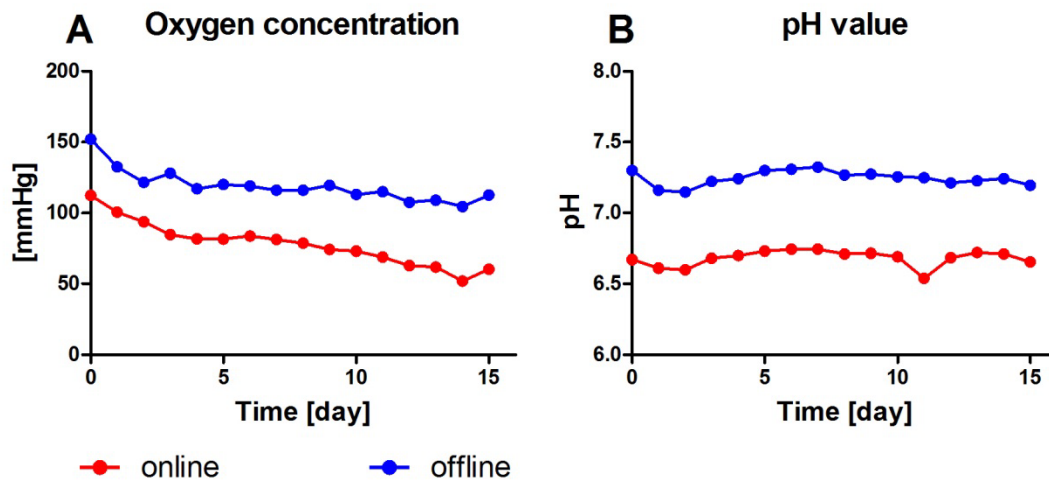 A Oxygen concentration
200
150
100
50
0
[mmHg]
0 5 10 15
Time [day]
B pH value
8.0
7.5
7.0
6.5
6.0
pH
0 5 10 15
Time [day]
online offline